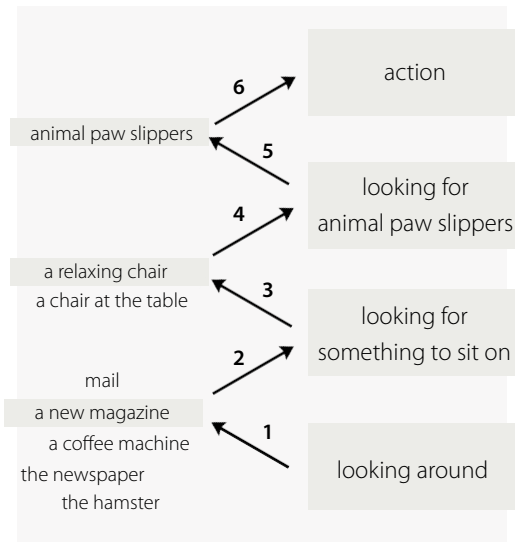 action
6
animal paw slippers
5
looking for
animal paw slippers
4
a relaxing chair
a chair at the table
3
looking for
something to sit on
2
mail
a new magazine
1
a coffee machine
looking around
the newspaper
the hamster